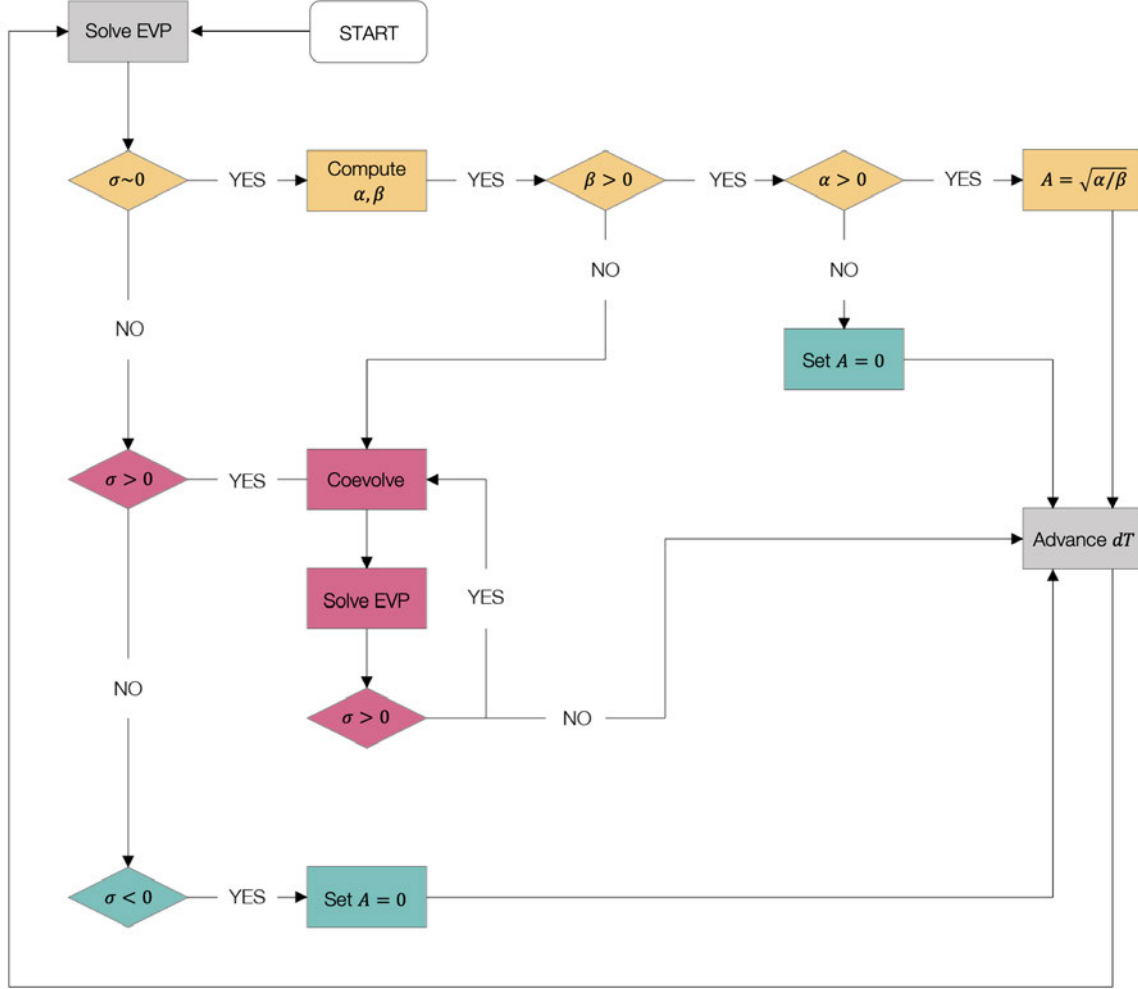 Solve EVP
START
σ~0
YES
Compute
α, β
YES
β > 0
YES
α > 0
YES
A = √α/β
NO
NO
NO
Set A = 0
σ > 0
YES
Coevolve
Advance dT
Solve EVP
YES
NO
σ > 0
NO
σ < 0
YES
Set A = 0